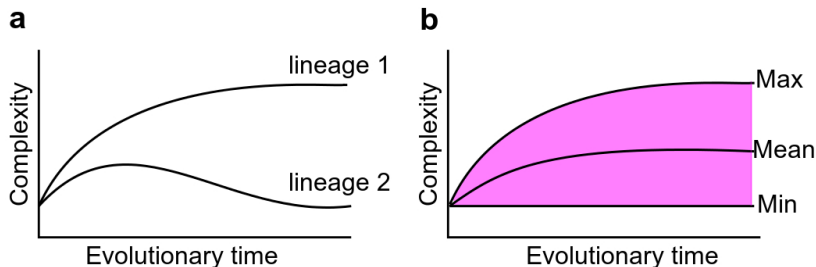 a
lineage 1
lineage 2
Complexity
Evolutionary time
b
Max
Mean
Min
Complexity
Evolutionary time